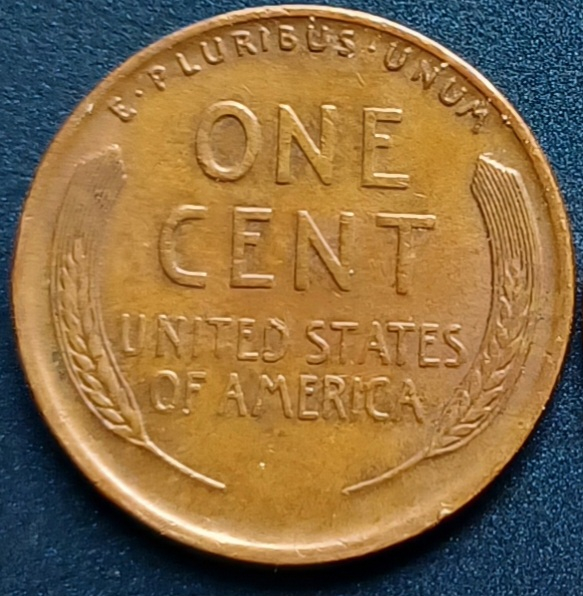 E·PLURIBUS·UNUM
ONE
CENT
UNITED STATES
OF AMERICA